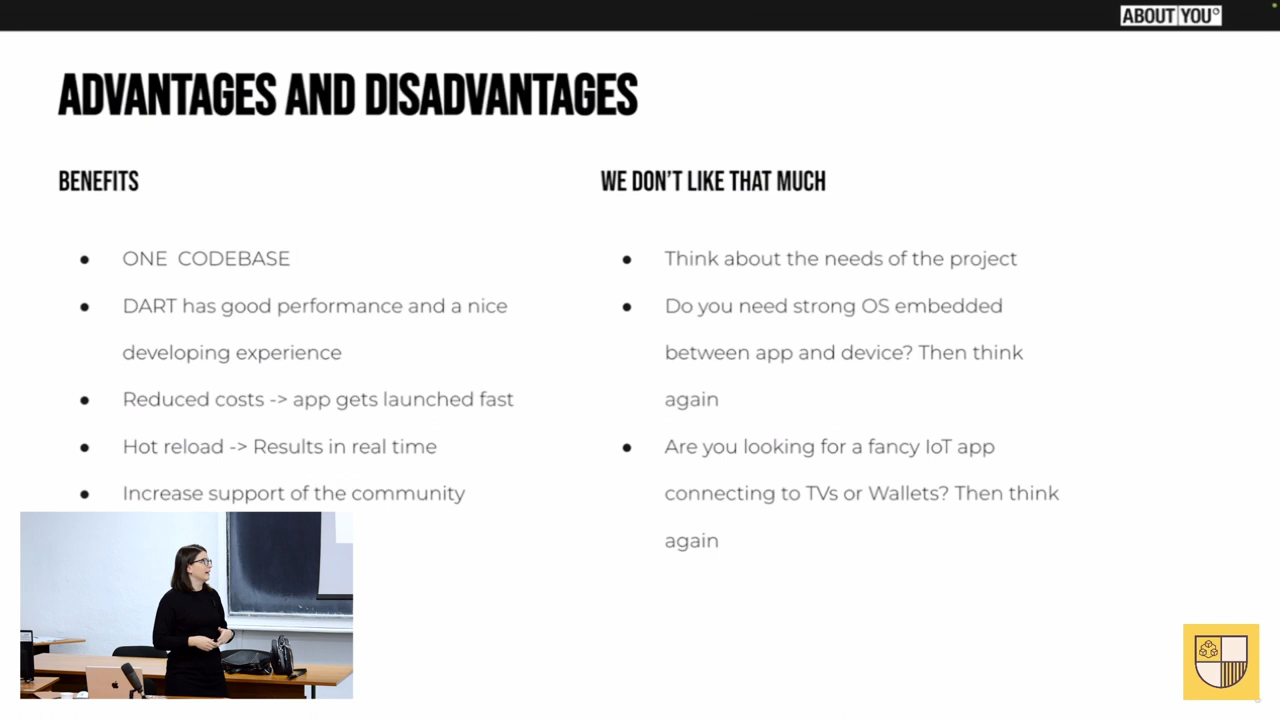 ABOUT YOU°
ADVANTAGES AND DISADVANTAGES
BENEFITS
● ONE CODEBASE
● DART has good performance and a nice
developing experience
● Reduced costs -> app gets launched fast
● Hot reload -> Results in real time
● Increase support of the community
WE DON'T LIKE THAT MUCH
● Think about the needs of the project
● Do you need strong OS embedded
between app and device? Then think
again
● Are you looking for a fancy IoT app
connecting to TVs or Wallets? Then think
again